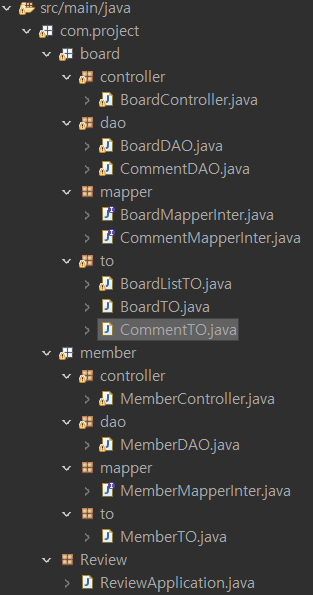 src/main/java
com.project
board
controller
BoardController.java
dao
BoardDAO.java
CommentDAO.java
mapper
BoardMapperInter.java
CommentMapperInter.java
to
BoardListTO.java
BoardTO.java
CommentTO.java
member
controller
MemberController.java
dao
MemberDAO.java
mapper
MemberMapperInter.java
to
MemberTO.java
Review
ReviewApplication.java